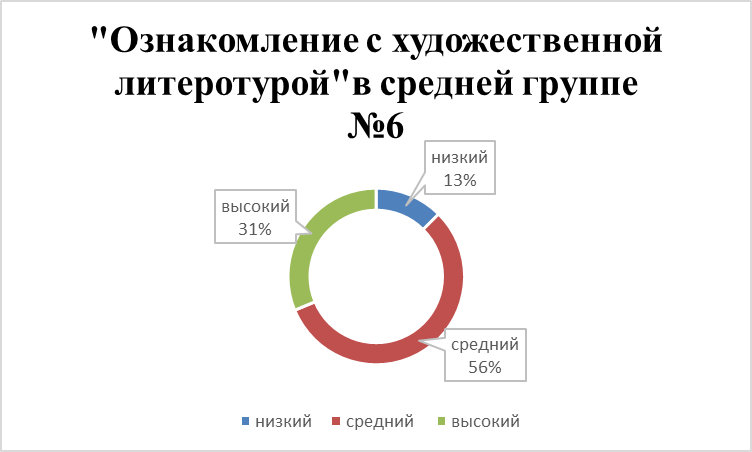 "Ознакомление с художественной
литеротурой"в средней группе
№6
низкий
13%
высокий
31%
средний
56%
низкий средний высокий